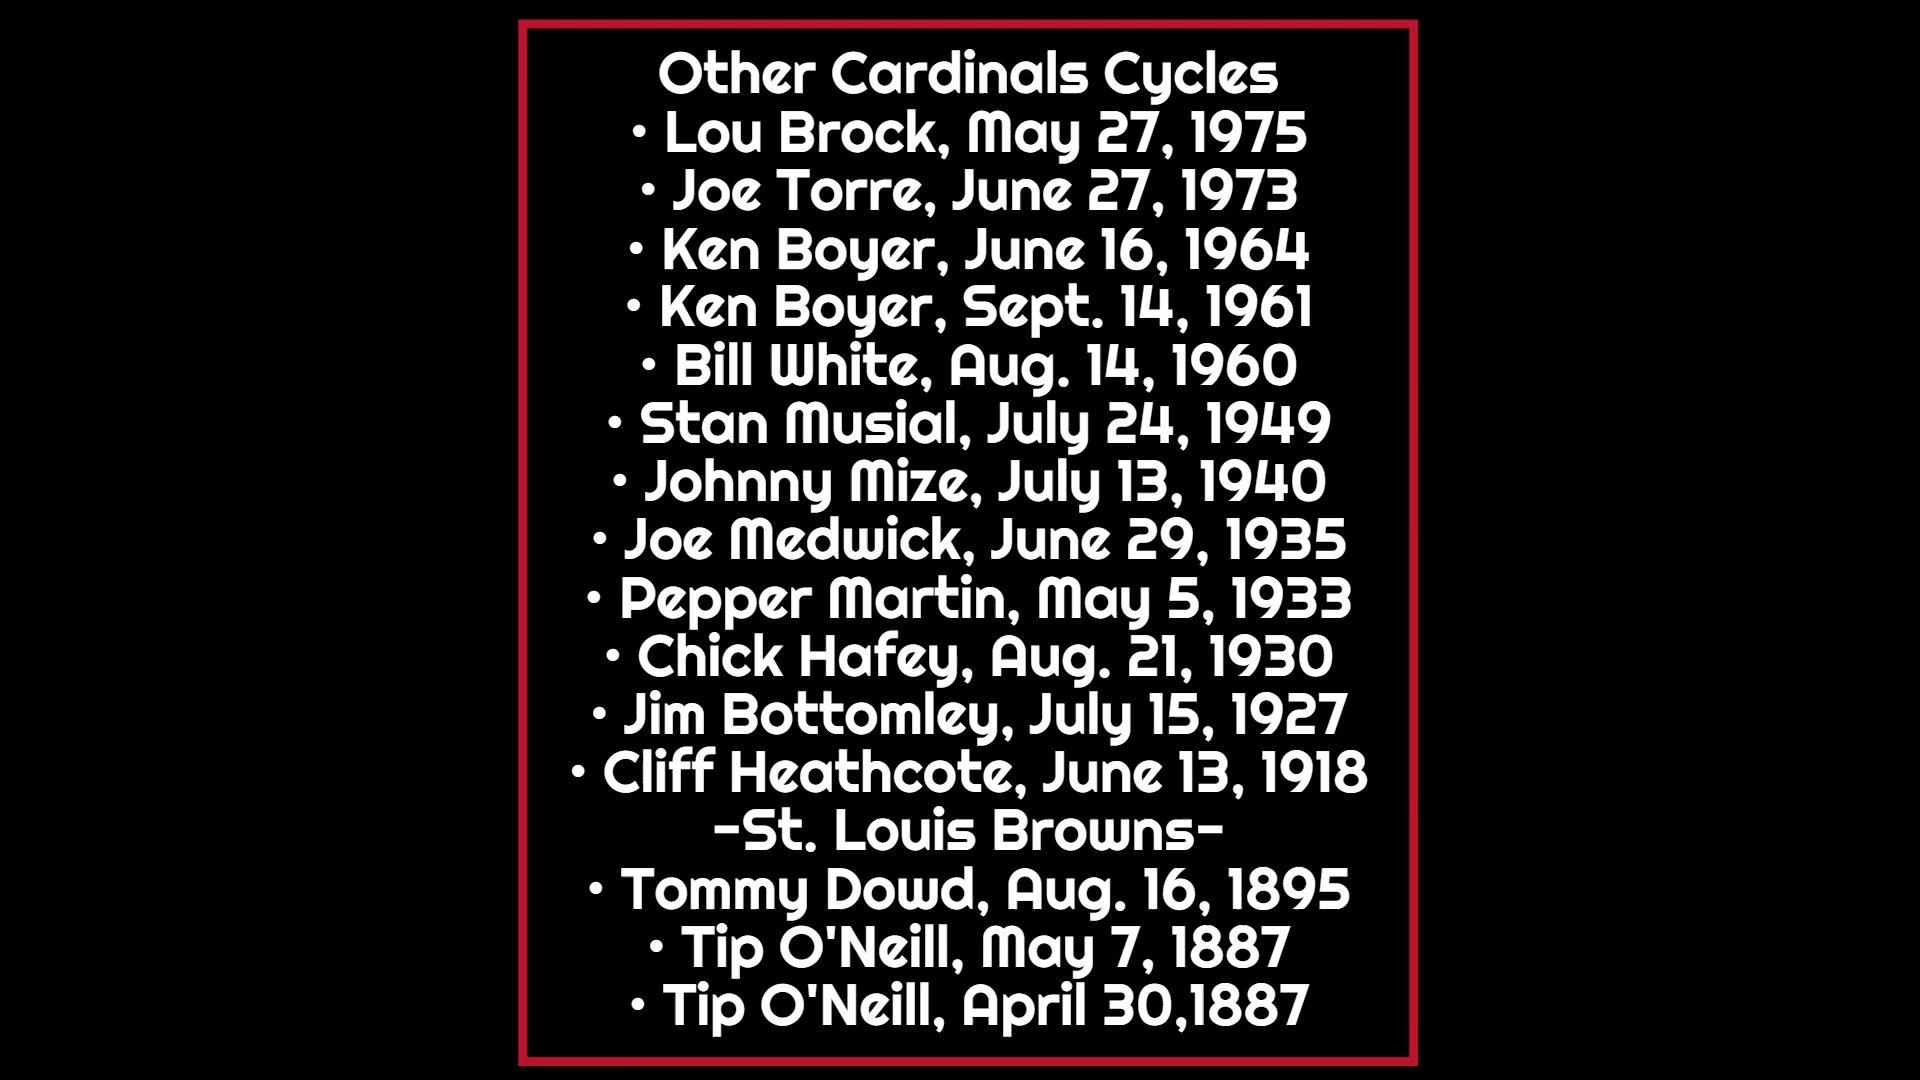 Other Cardinals Cycles
• Lou Brock, May 27, 1975
• Joe Torre, June 27, 1973
• Ken Boyer, June 16, 1964
• Ken Boyer, Sept. 14, 1961
• Bill White, Aug. 14, 1960
• Stan Musial, July 24, 1949
• Johnny Mize, July 13, 1940
• Joe Medwick, June 29, 1935
• Pepper Martin, May 5, 1933
• Chick Hafey, Aug. 21, 1930
• Jim Bottomley, July 15, 1927
• Cliff Heathcote, June 13, 1918
-St. Louis Browns-
• Tommy Dowd, Aug. 16, 1895
• Tip O'Neill, May 7, 1887
• Tip O'Neill, April 30,1887